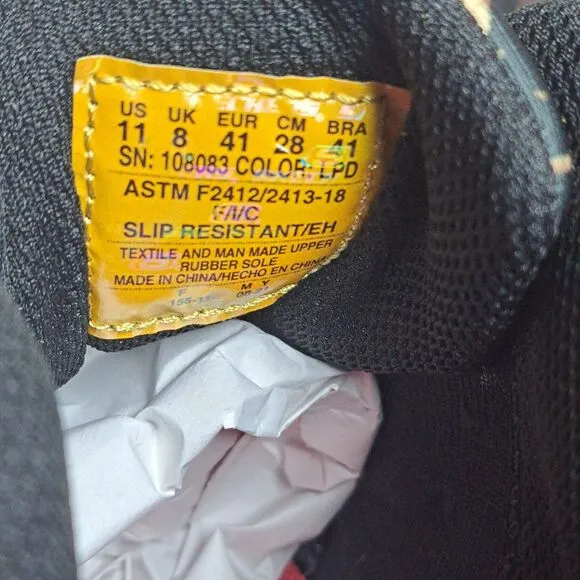 US UK EUR CM BRA
11 8 41 28 41
SN: 108083 COLOR: LPD
ASTM F2412/2413-18
F/I/C
SLIP RESISTANT/EH
TEXTILE AND MAN MADE UPPER
RUBBER SOLE
MADE IN CHINA/HECHO EN CHINA
M Y